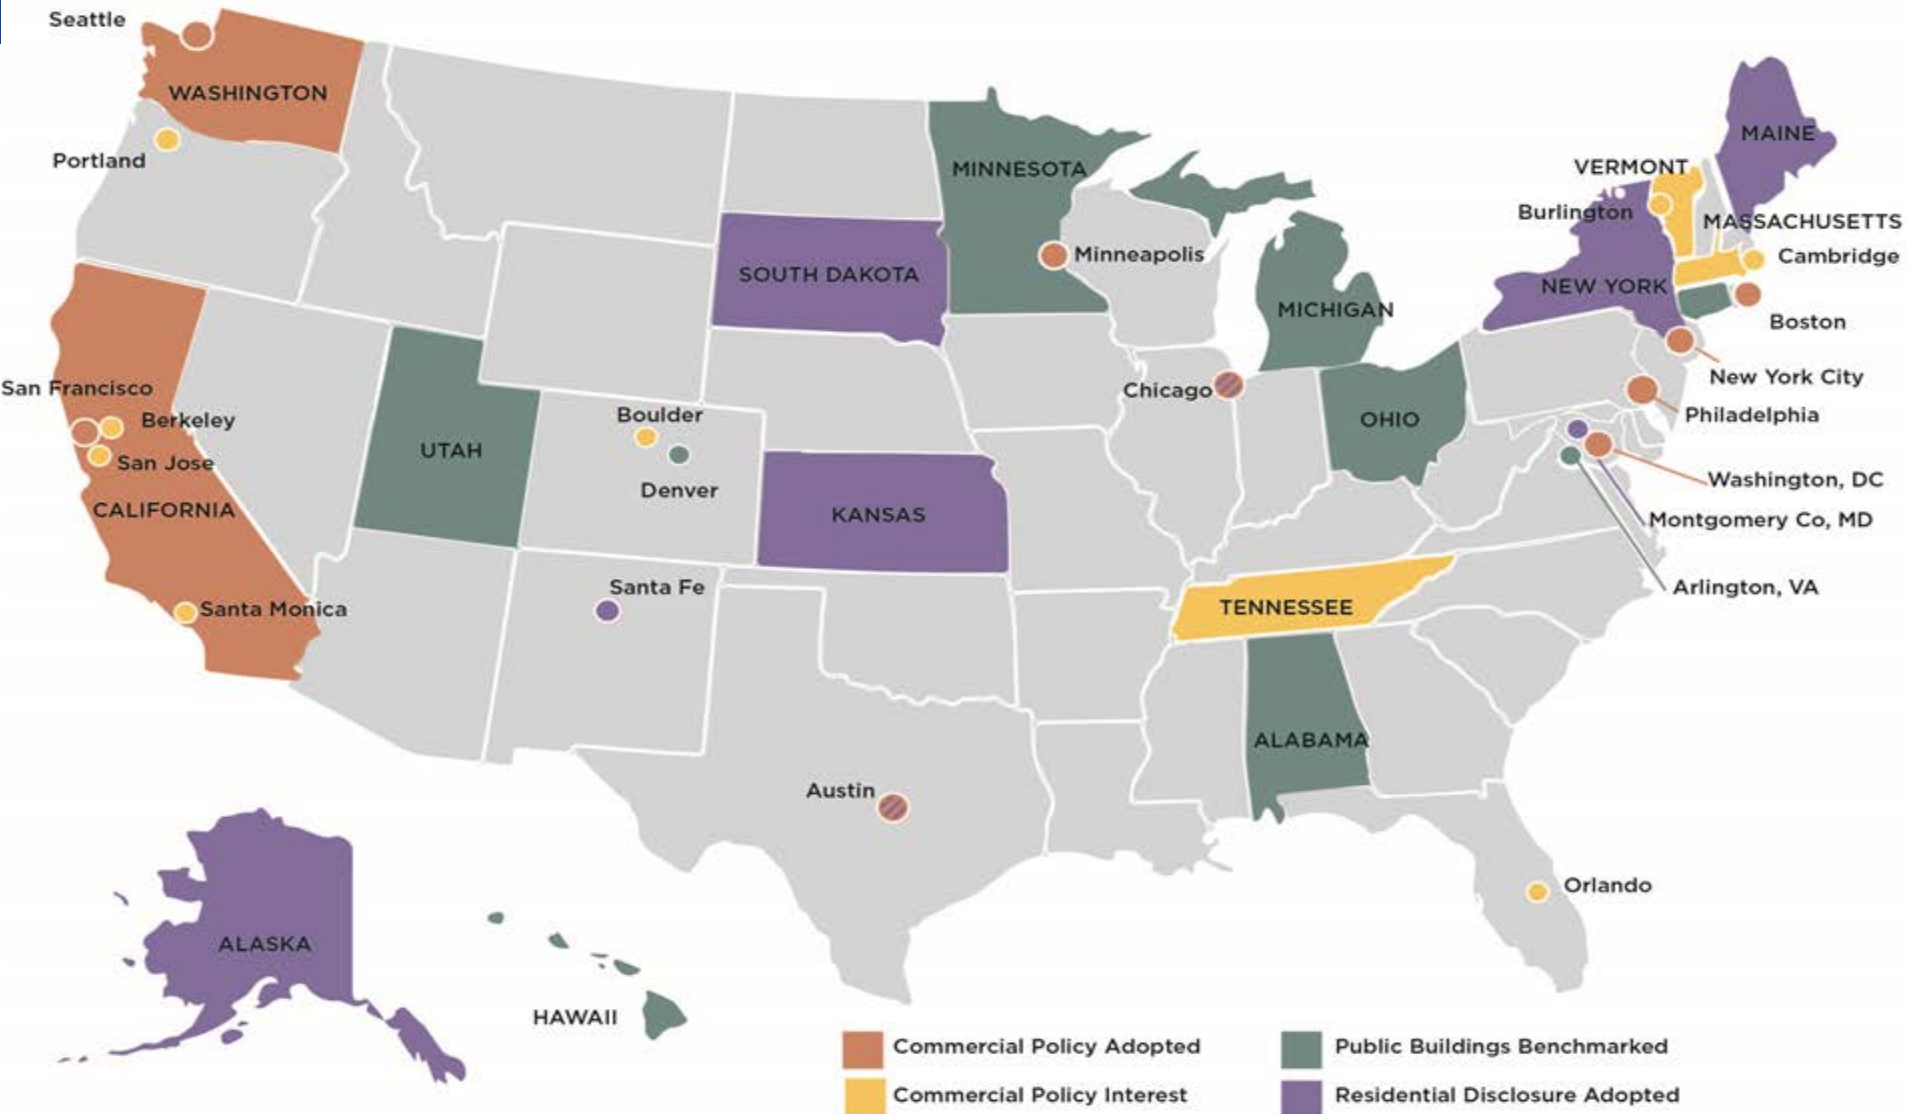 Seattle
WASHINGTON
Portland
MINNESOTA
MAINE
VERMONT
Burlington
MASSACHUSETTS
Cambridge
Minneapolis
SOUTH DAKOTA
NEW YORK
MICHIGAN
Boston
San Francisco
Chicago
New York City
Berkeley
Boulder
OHIO
Philadelphia
San Jose
UTAH
Denver
Washington, DC
CALIFORNIA
KANSAS
Montgomery Co, MD
Santa Fe
Arlington, VA
Santa Monica
TENNESSEE
ALABAMA
Austin
Orlando
ALASKA
HAWAII
Commercial Policy Adopted
Public Buildings Benchmarked
Commercial Policy Interest
Residential Disclosure Adopted